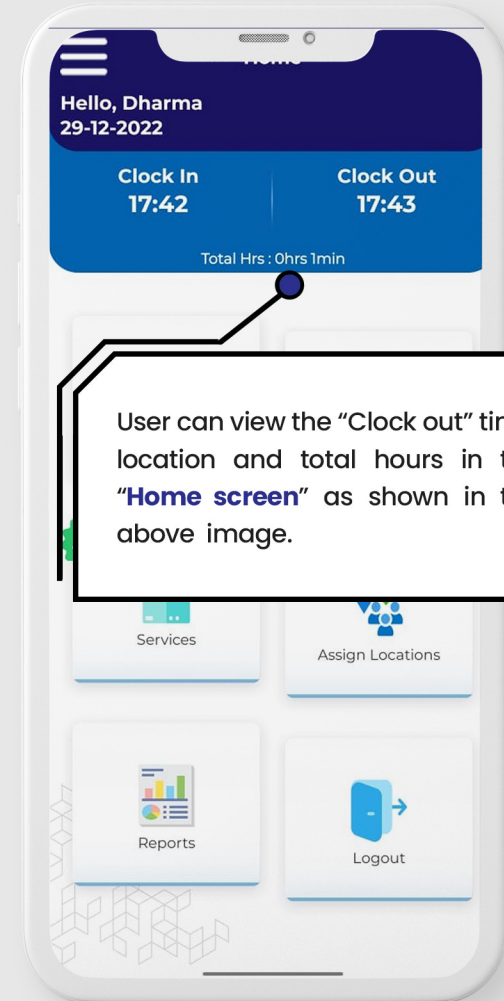 Hello, Dharma
29-12-2022
Clock In
Clock Out
17:42
17:43
Total Hrs : 0hrs 1min
User can view the “Clock out”
location and total hours in
“Home screen” as shown in
above image.
Services
Assign Locations
Reports
Logout